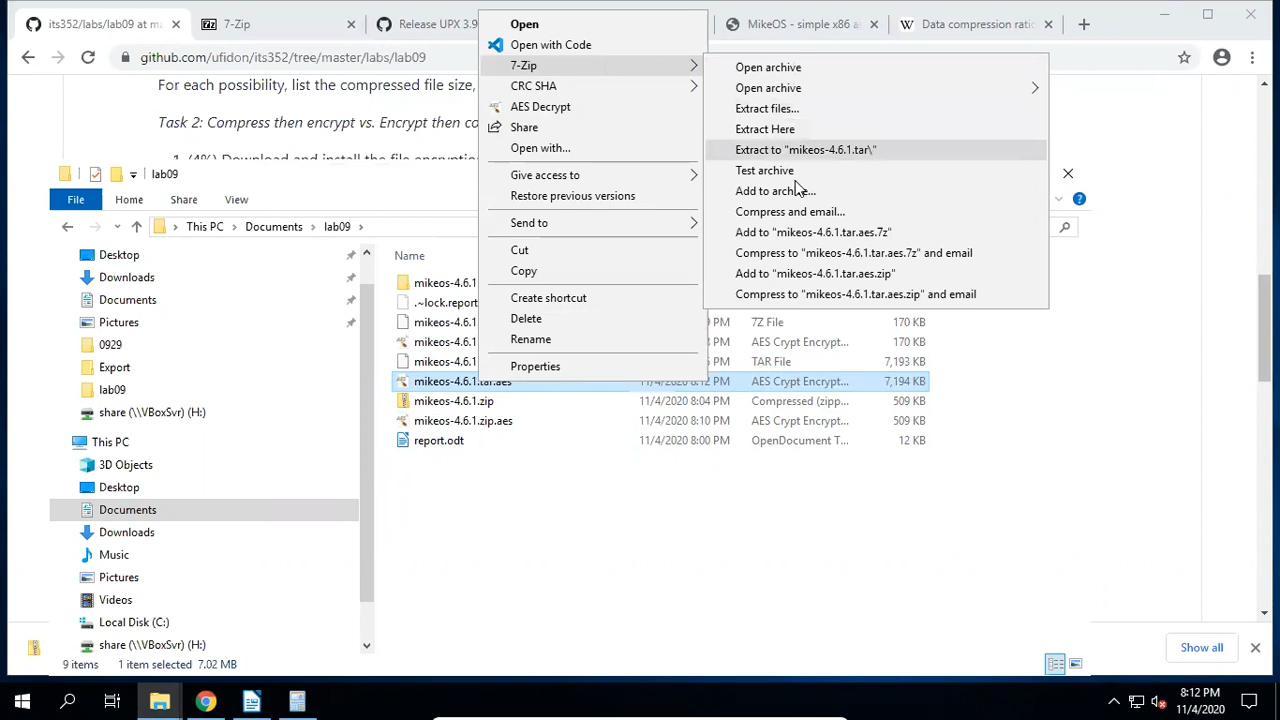 its352/labs/lab09 at ma
7-Zip
Release UPX 3.9
MikeOS - simple x86 as
Data compression ratio
github.com/ufidon/its352/tree/master/labs/lab09
For each possibility, list the compressed file size,
Task 2: Compress then encrypt vs. Encrypt then co
1. (4%) Download and install
lab09
File
Home
Share
View
This PC
Documents
lab09
Desktop
Downloads
Documents
Pictures
0929
Export
lab09
share (\\VBoxSvr) (H:)
This PC
3D Objects
Desktop
Documents
Downloads
Music
Pictures
Videos
Local Disk (C:)
share (\\VBoxSvr) (H:)
Name
mikeos-4.6.1
.~lock.report
mikeos-4.6.1
PM
7Z File
170 KB
mikeos-4.6.1
PM
AES Crypt Encrypt...
170 KB
mikeos-4.6.1
PM
TAR File
7,193 KB
mikeos-4.6.1.tar.aes
11/4/2020 8:12 PM
AES Crypt Encrypt...
7,194 KB
mikeos-4.6.1.zip
11/4/2020 8:04 PM
Compressed (zipp...
509 KB
mikeos-4.6.1.zip.aes
11/4/2020 8:10 PM
AES Crypt Encrypt...
509 KB
report.odt
11/4/2020 8:00 PM
OpenDocument T...
12 KB
Open
Open with Code
7-Zip
CRC SHA
AES Decrypt
Share
Open with...
Give access to
Restore previous versions
Send to
Cut
Copy
Create shortcut
Delete
Rename
Properties
Open archive
Open archive
Extract files...
Extract Here
Extract to "mikeos-4.6.1.tar\"
Test archive
Add to archive...
Compress and email...
Add to "mikeos-4.6.1.tar.aes.7z"
Compress to "mikeos-4.6.1.tar.aes.7z" and email
Add to "mikeos-4.6.1.tar.aes.zip"
Compress to "mikeos-4.6.1.tar.aes.zip" and email
9 items
1 item selected 7.02 MB
Show all
8:12 PM
11/4/2020